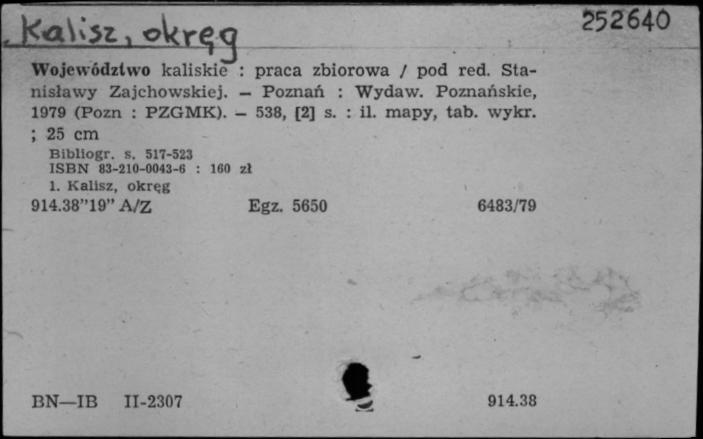 Kalisz, okręg
252640
Województwo kaliskie : praca zbiorowa / pod red. Sta-
nisławy Zajchowskiej. — Poznań : Wydaw. Poznańskie,
1979 (Pozn : PZGMK). — 538, [2] s. : il. mapy, tab. wykr.
; 25 cm
Bibliogr. s. 517-523
ISBN 83-210-0043-6 : 160 zł
1. Kalisz, okręg
914.38"19" A/Z Egz. 5650 6483/79
BN—IB II-2307 914.38